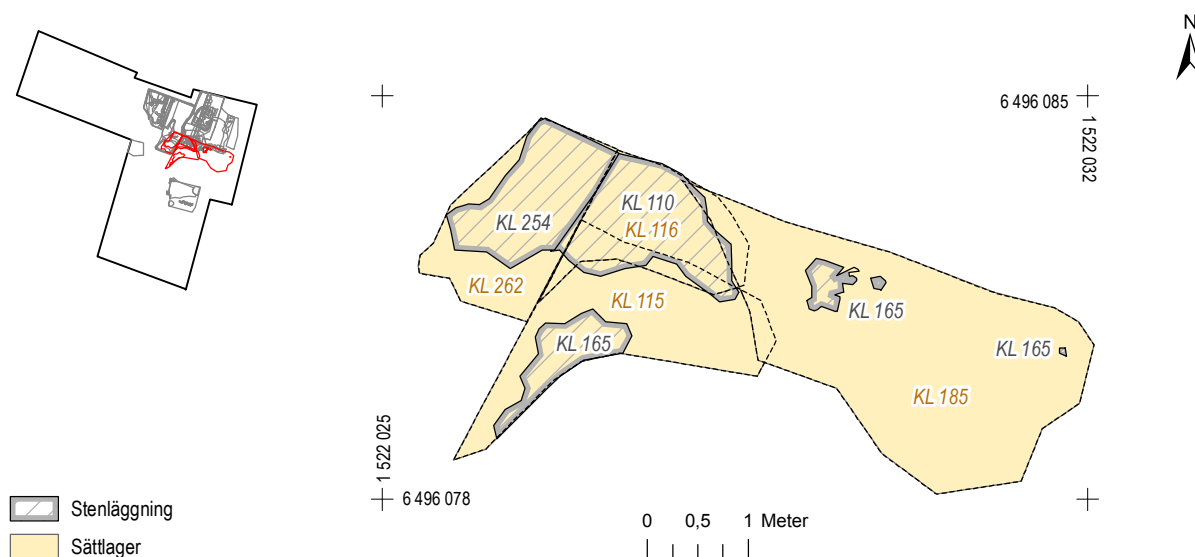 N
6 496 085
1 522 032
KL 254
KL 110
KL 116
KL 262
KL 115
KL 165
KL 165
KL 165
KL 185
1 522 025
6 496 078
Stenläggning
Sättlager
0 0,5 1 Meter